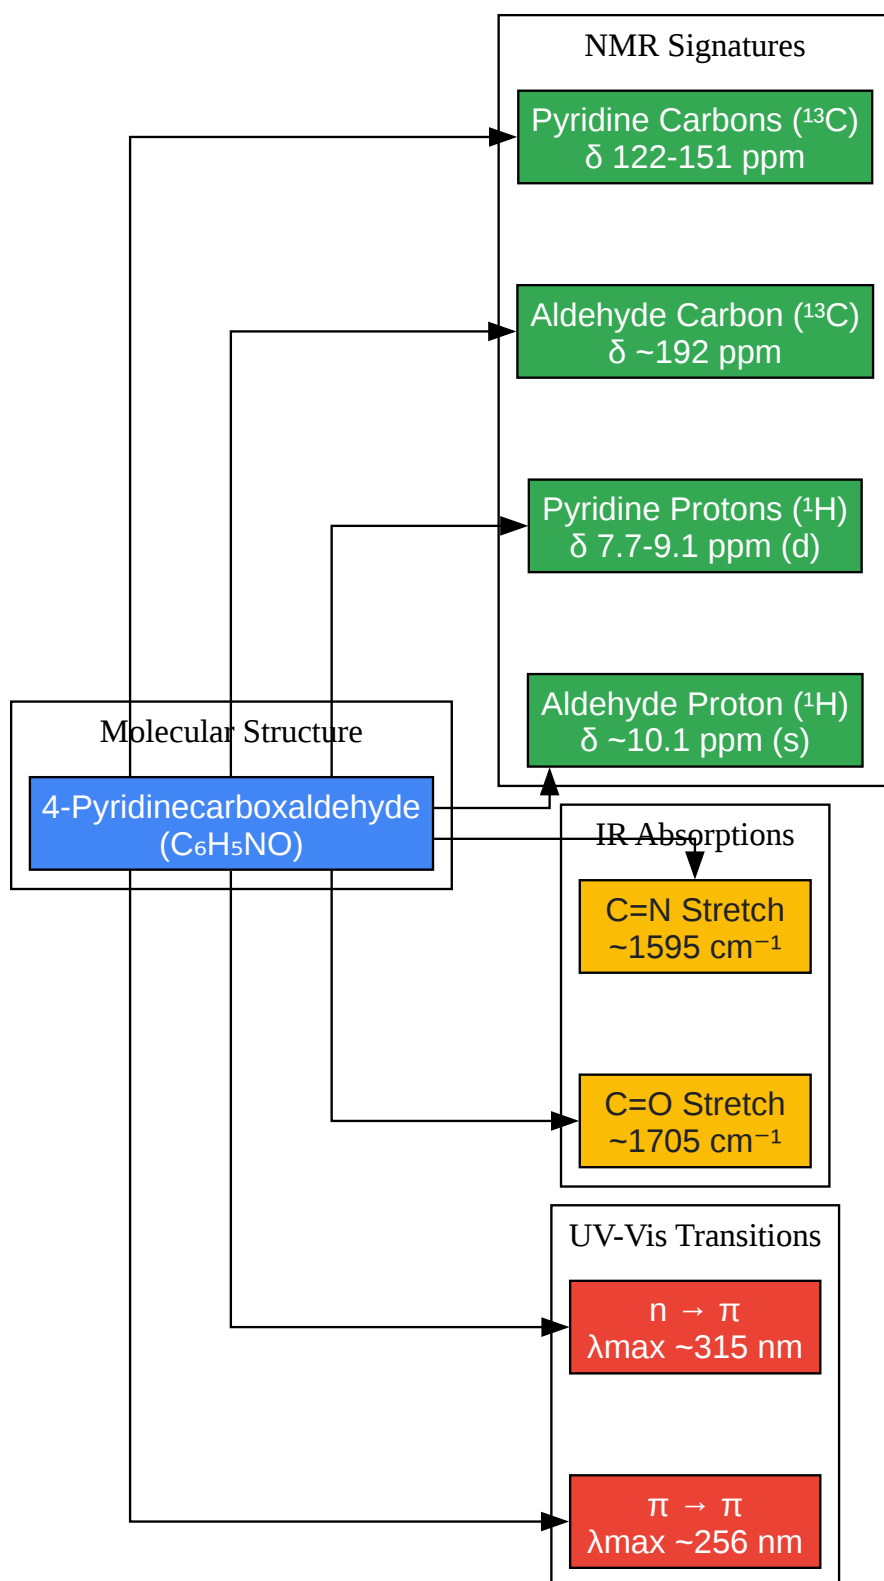 NMR Signatures
Pyridine Carbons (¹³C)
δ 122-151 ppm
Aldehyde Carbon (¹³C)
δ ~192 ppm
Pyridine Protons (¹H)
δ 7.7-9.1 ppm (d)
Aldehyde Proton (¹H)
δ ~10.1 ppm (s)
Molecular Structure
4-Pyridinecarboxaldehyde
(C₆H₅NO)
IR Absorptions
C=N Stretch
~1595 cm⁻¹
C=O Stretch
~1705 cm⁻¹
UV-Vis Transitions
n → π
λmax ~315 nm
π → π
λmax ~256 nm